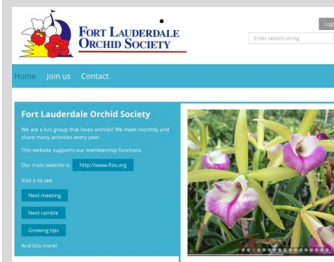 FORT LAUDERDALE
ORCHID SOCIETY
Enter search string
Home Join us Contact
Fort Lauderdale Orchid Society
We are a fun group that loves orchids! We meet monthly and
share many activities every year.
This website supports our membership functions.
Our main website is http://www.flos.org
Visit it to see
Next meeting
Next ramble
Growing tips
And lots more!